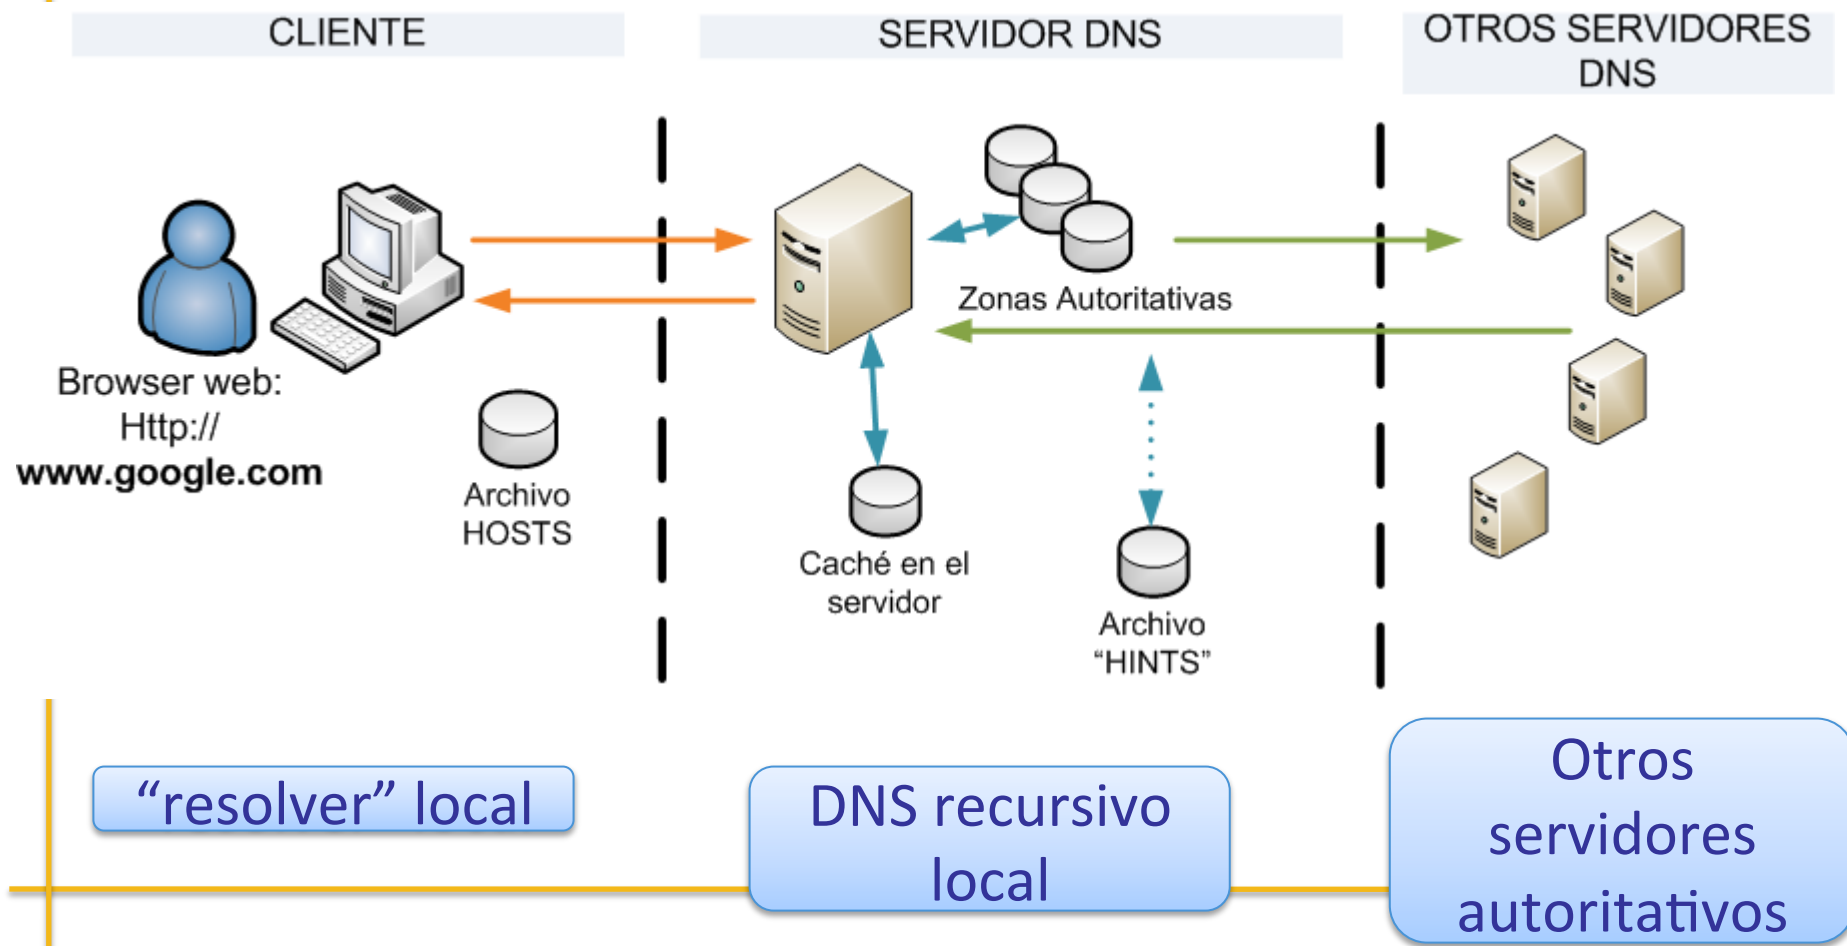 CLIENTE
SERVIDOR DNS
OTROS SERVIDORES
DNS
Browser web:
Http://
www.google.com
Archivo
HOSTS
Zonas Autoritativas
Caché en el
servidor
Archivo
“HINTS”
“resolver” local
DNS recursivo
local
Otros
servidores
autoritativos